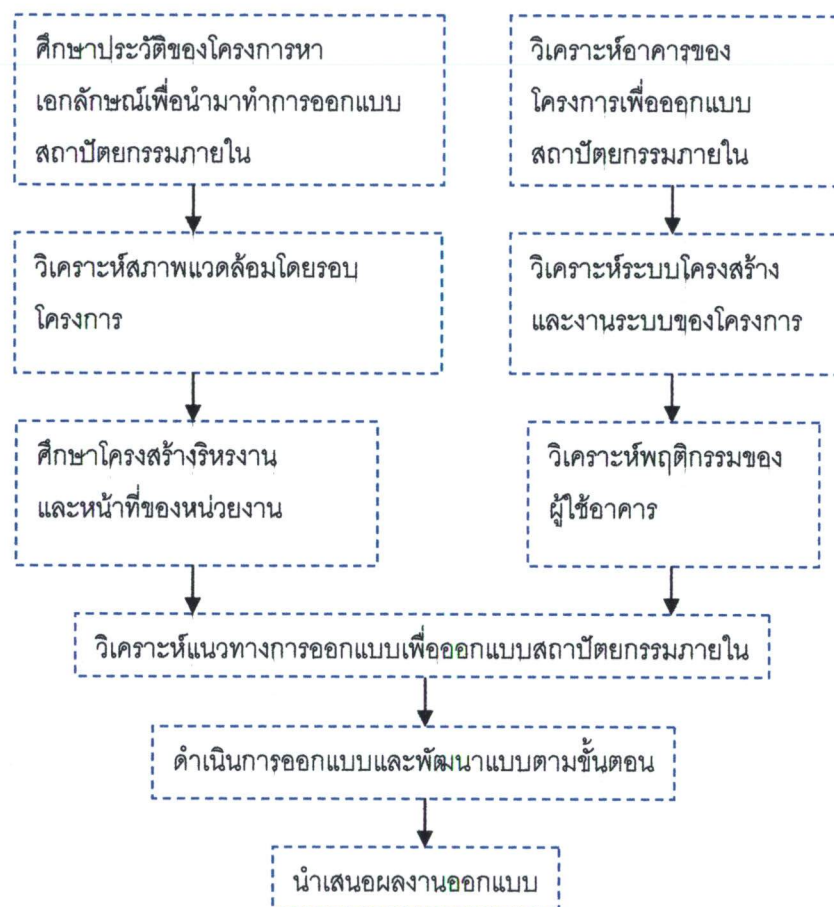 ศึกษาประวัติของโครงการหา
เอกลักษณ์เพื่อนำมาทำการออกแบบ
สถาปัตยกรรมภายใน
วิเคราะห์อาคารของ
โครงการเพื่อออกแบบ
สถาปัตยกรรมภายใน
วิเคราะห์สภาพแวดล้อมโดยรอบ
โครงการ
วิเคราะห์ระบบโครงสร้าง
และงานระบบของโครงการ
ศึกษาโครงสร้างริหรงาน
และหน้าที่ของหน่วยงาน
วิเคราะห์พฤติกรรมของ
ผู้ใช้อาคาร
วิเคราะห์แนวทางการออกแบบเพื่อออกแบบสถาปัตยกรรมภายใน
ดำเนินการออกแบบและพัฒนาแบบตามขั้นตอน
นำเสนอผลงานออกแบบ